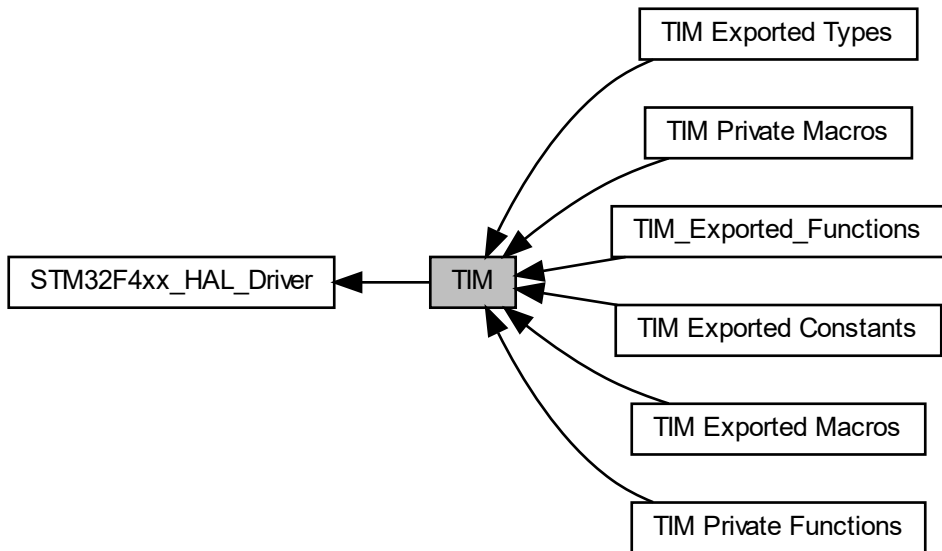 TIM Exported Types
TIM Private Macros
TIM_Exported_Functions
STM32F4xx_HAL_Driver
TIM
TIM Exported Constants
TIM Exported Macros
TIM Private Functions